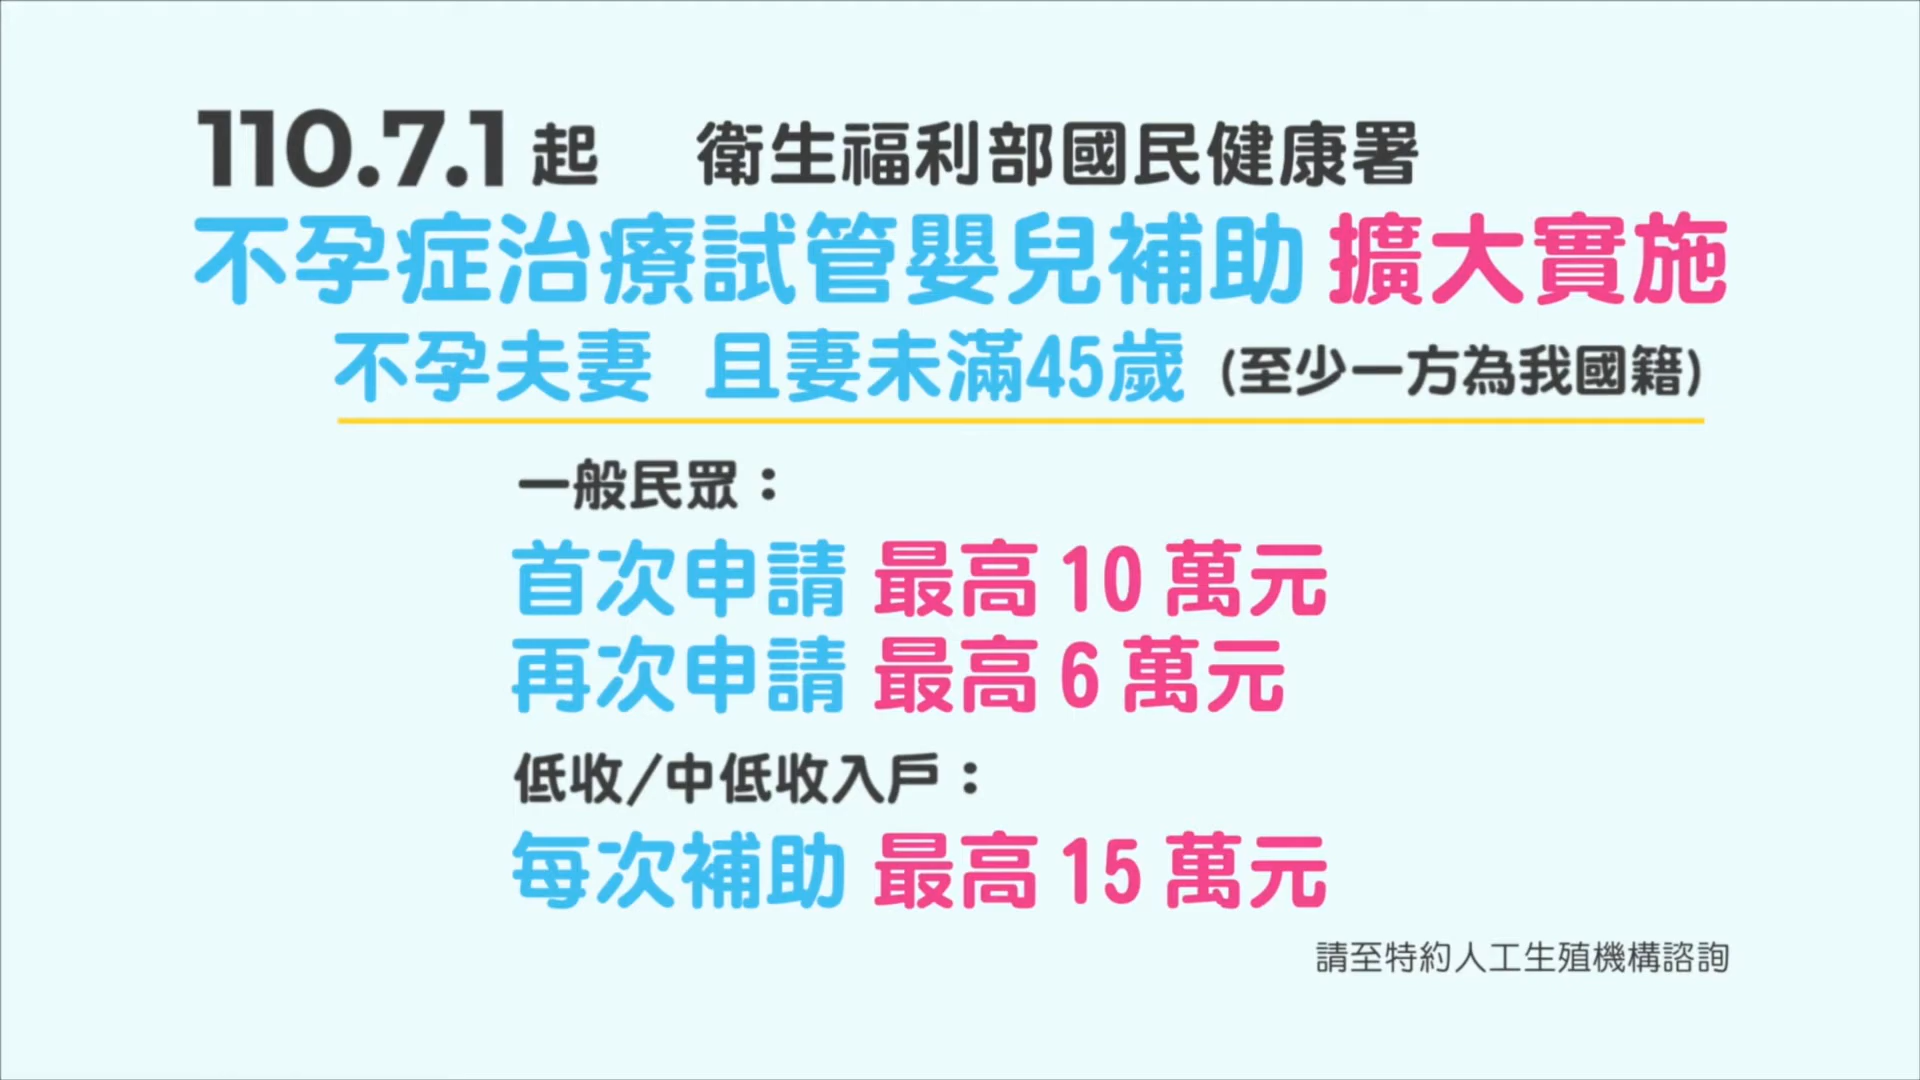 110.7.1起 衛生福利部國民健康署
不孕症治療試管嬰兒補助 擴大實施
不孕夫妻 且妻未滿45歲 (至少一方為我國籍)
一般民眾：
首次申請 最高10萬元
再次申請 最高6萬元
低收/中低收入戶：
每次補助 最高15萬元
請至特約人工生殖機構諮詢